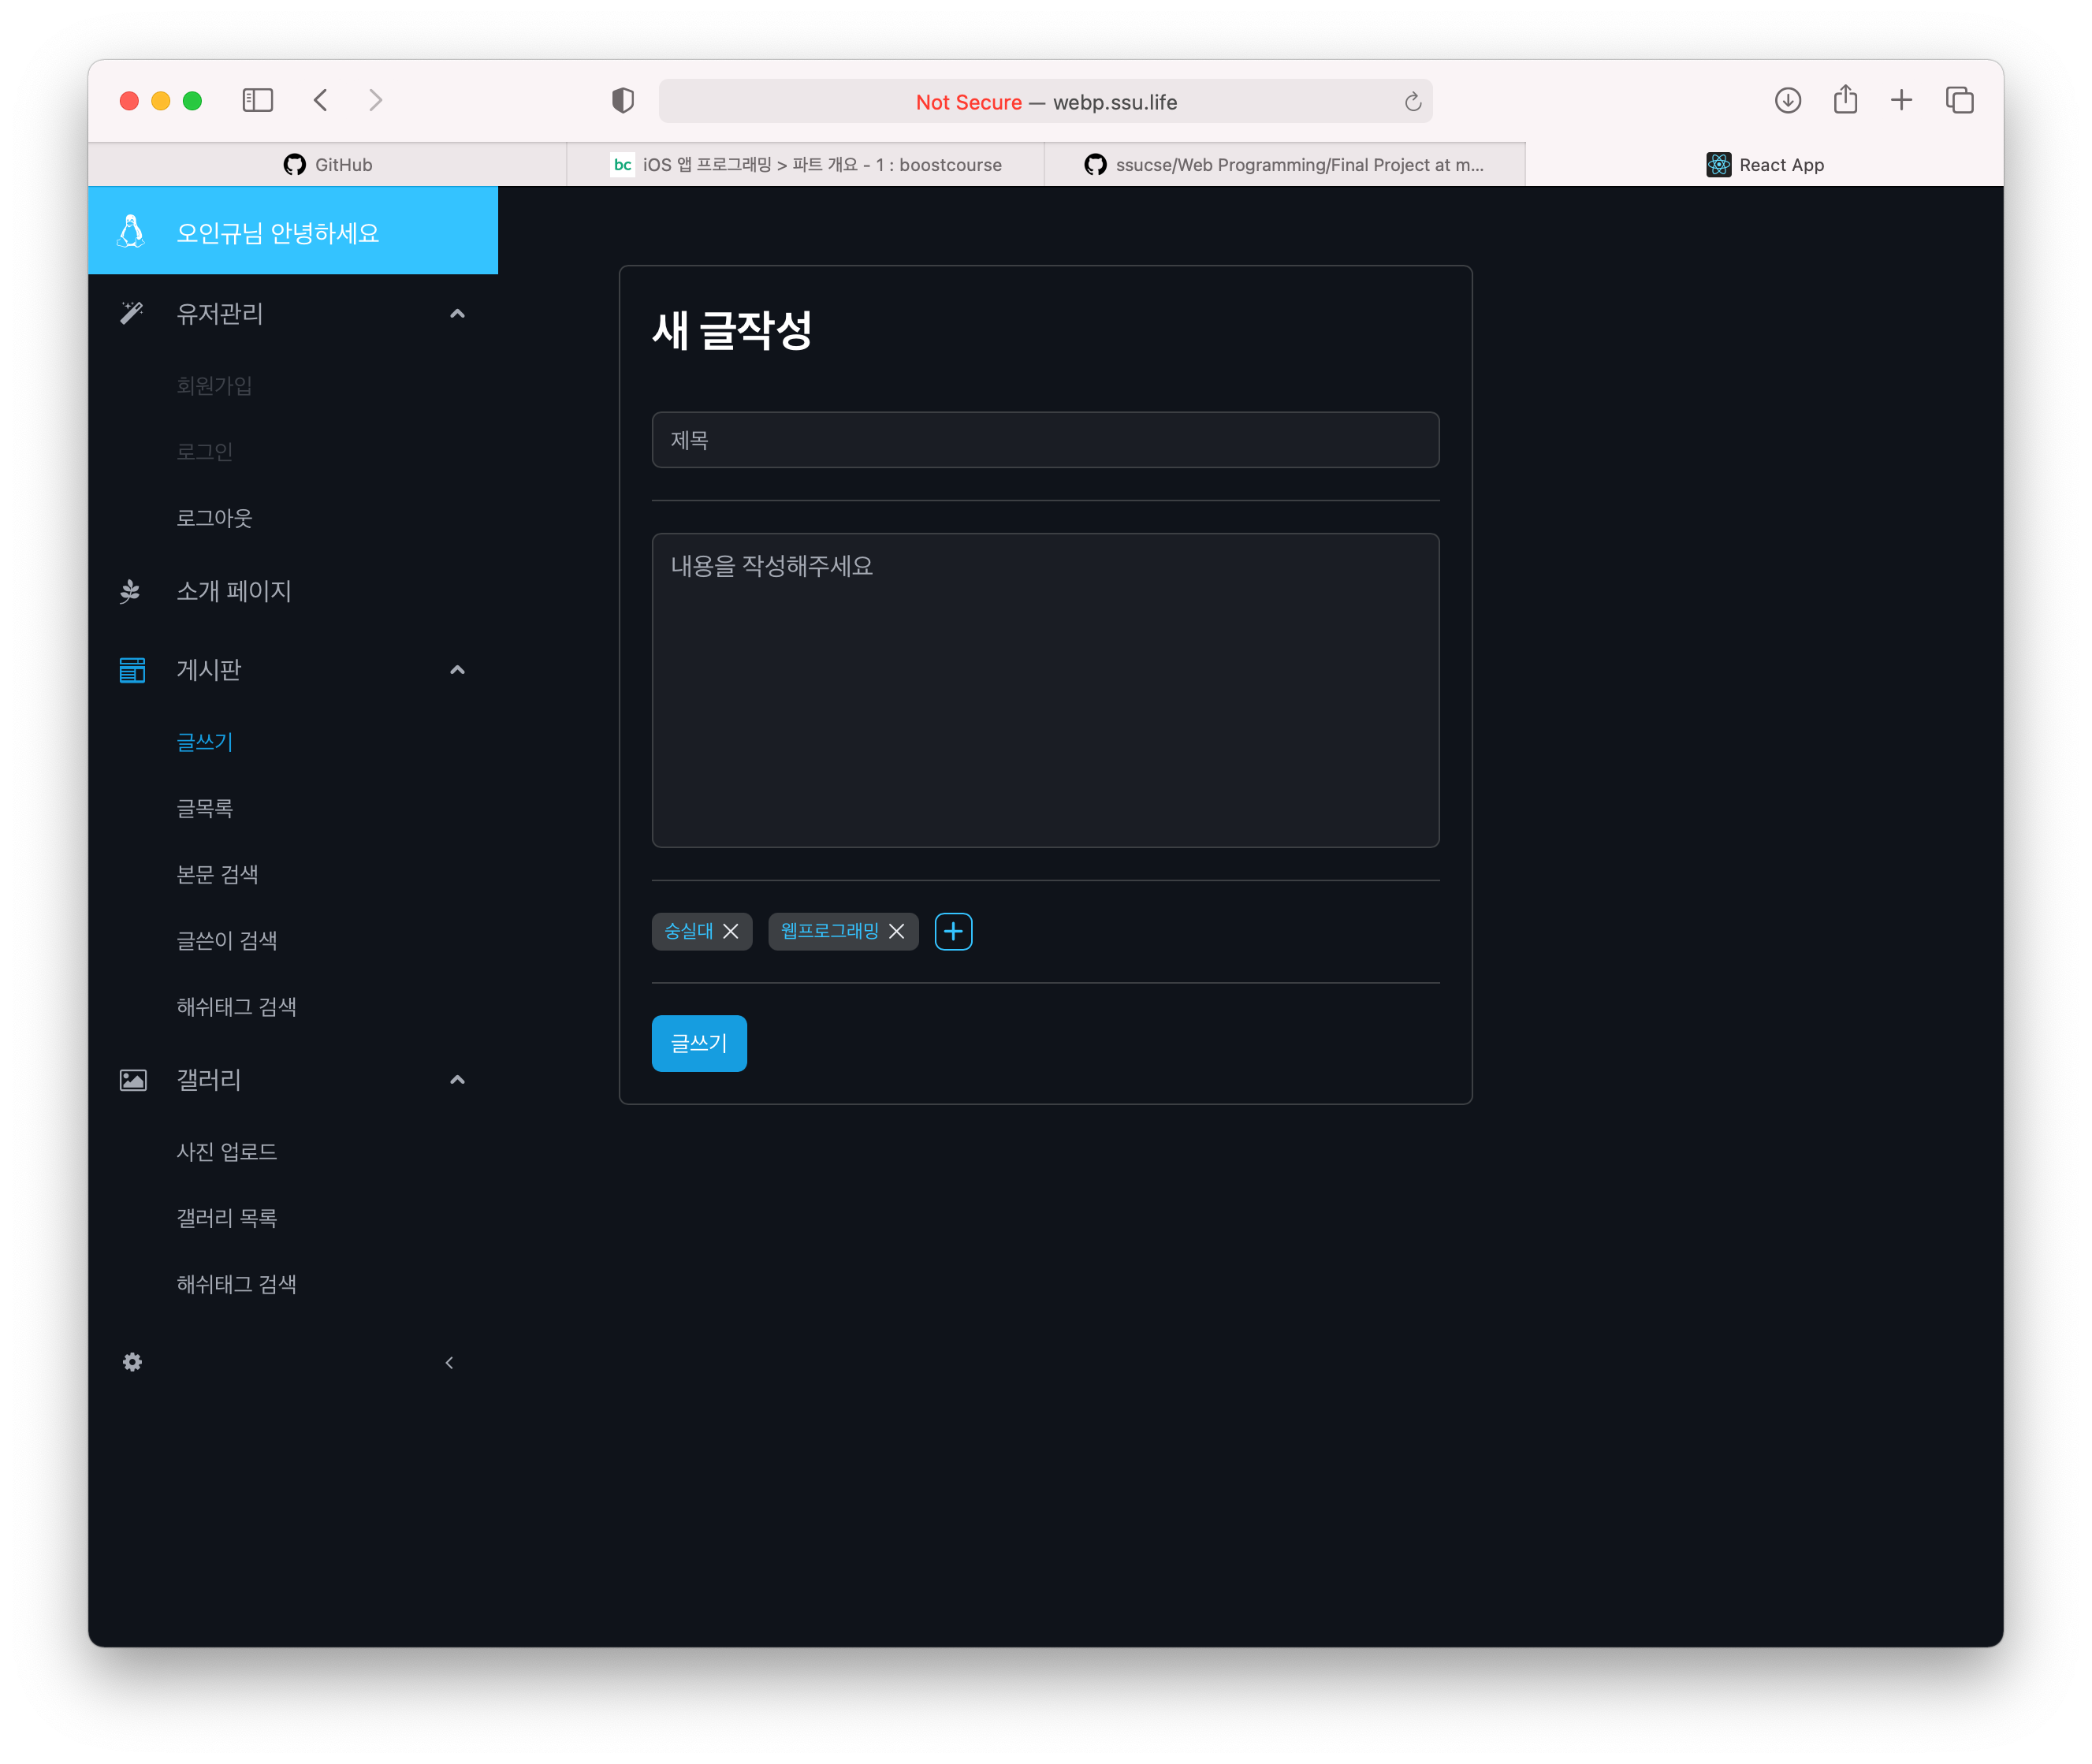 Not Secure — webp.ssu.life
GitHub
bc iOS 앱 프로그래밍 > 파트 개요 - 1 : boostcourse
ssucse/Web Programming/Final Project at m...
React App
오인규님 안녕하세요
유저관리
회원가입
로그인
로그아웃
소개 페이지
게시판
글쓰기
글목록
본문 검색
글쓴이 검색
해쉬태그 검색
갤러리
사진 업로드
갤러리 목록
해쉬태그 검색
새 글작성
제목
내용을 작성해주세요
숭실대
웹프로그래밍
글쓰기